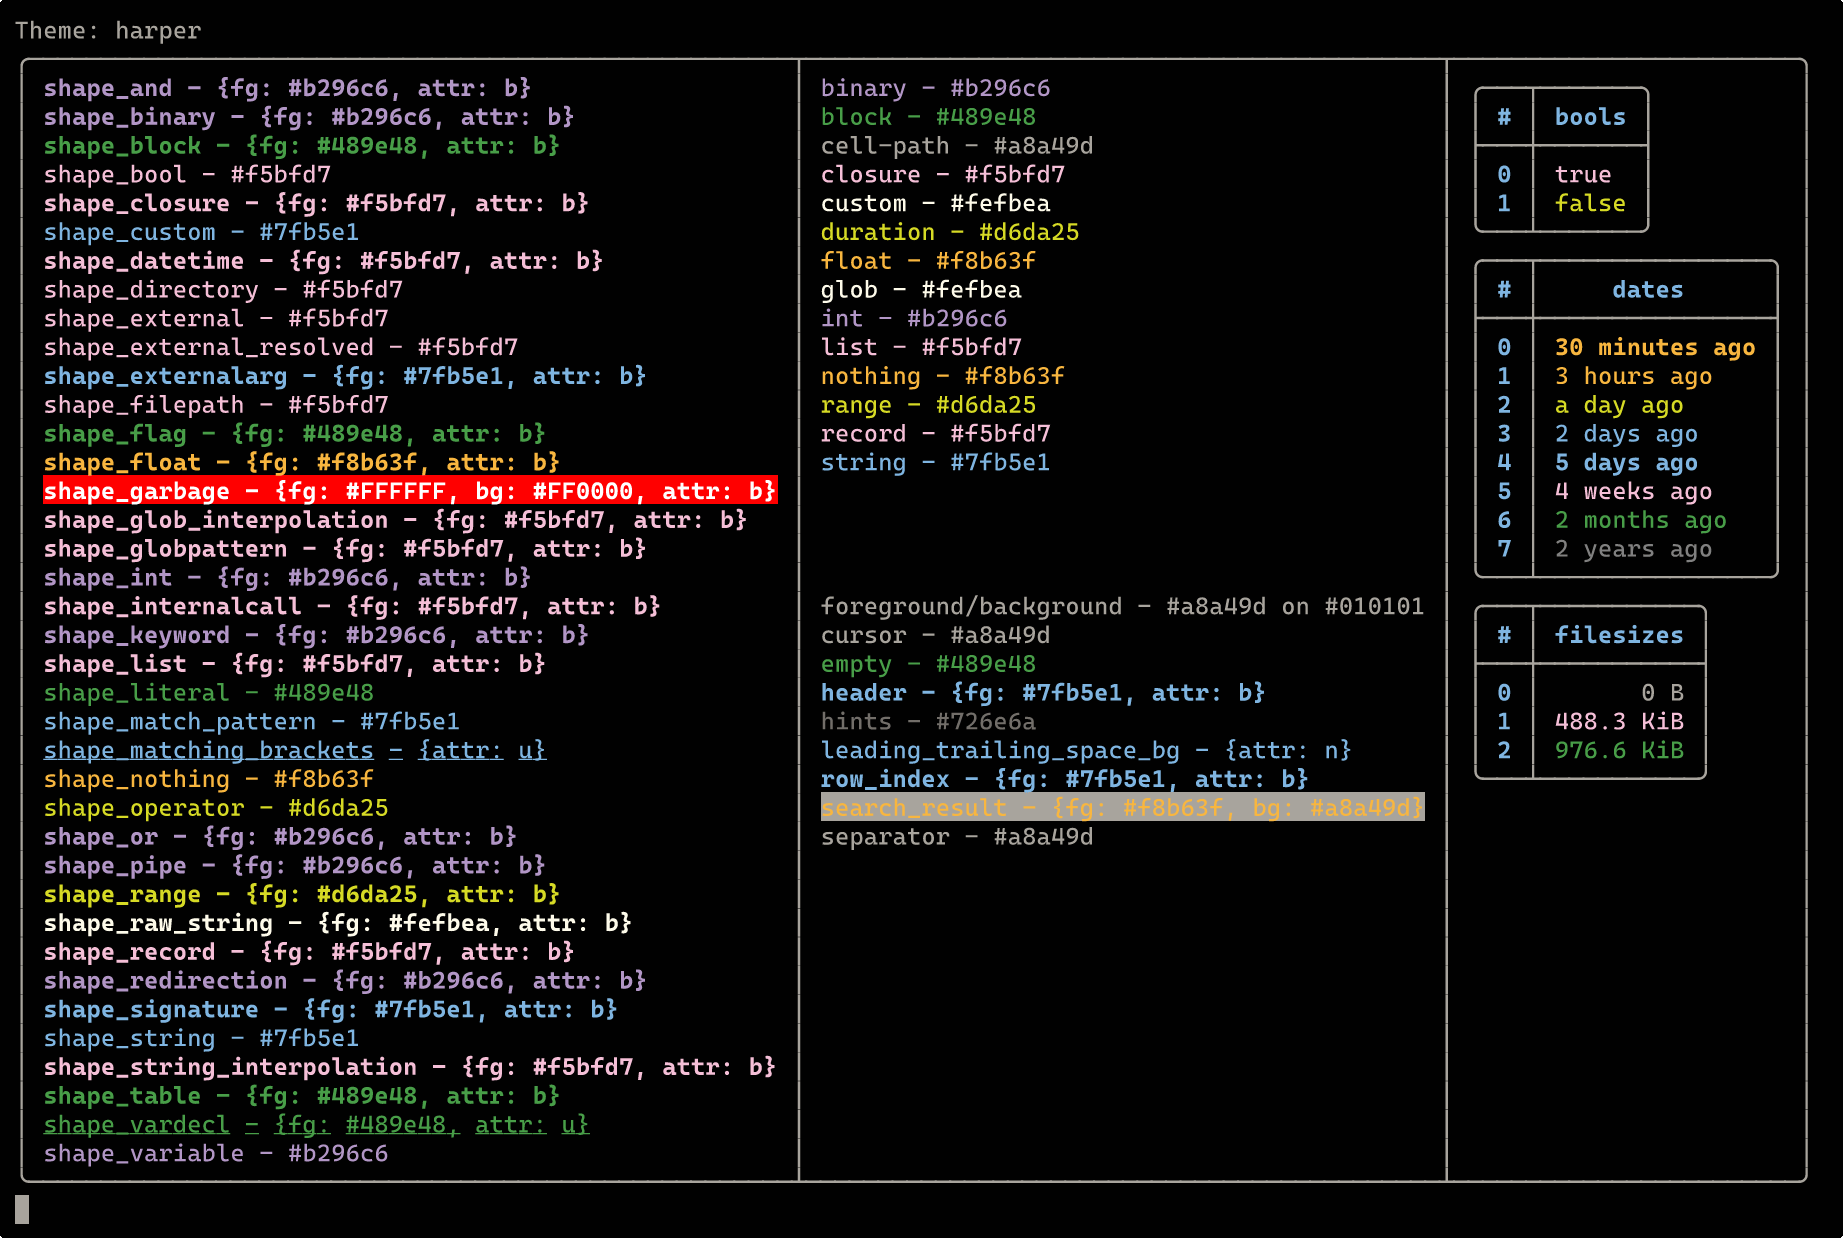 Theme: harper
shape_and - {fg: #b296c6, attr: b}
shape_binary - {fg: #b296c6, attr: b}
shape_block - {fg: #489e48, attr: b}
shape_bool - #f5bfd7
shape_closure - {fg: #f5bfd7, attr: b}
shape_custom - #7fb5e1
shape_datetime - {fg: #f5bfd7, attr: b}
shape_directory - #f5bfd7
shape_external - #f5bfd7
shape_external_resolved - #f5bfd7
shape_externalarg - {fg: #7fb5e1, attr: b}
shape_filepath - #f5bfd7
shape_flag - {fg: #489e48, attr: b}
shape_float - {fg: #f8b63f, attr: b}
shape_garbage - {fg: #FFFFFF, bg: #FF0000, attr: b}
shape_glob_interpolation - {fg: #f5bfd7, attr: b}
shape_globpattern - {fg: #f5bfd7, attr: b}
shape_int - {fg: #b296c6, attr: b}
shape_internalcall - {fg: #f5bfd7, attr: b}
shape_keyword - {fg: #b296c6, attr: b}
shape_list - {fg: #f5bfd7, attr: b}
shape_literal - #489e48
shape_match_pattern - #7fb5e1
shape_matching_brackets - {attr: u}
shape_nothing - #f8b63f
shape_operator - #d6da25
shape_or - {fg: #b296c6, attr: b}
shape_pipe - {fg: #b296c6, attr: b}
shape_range - {fg: #d6da25, attr: b}
shape_raw_string - {fg: #fefbea, attr: b}
shape_record - {fg: #f5bfd7, attr: b}
shape_redirection - {fg: #b296c6, attr: b}
shape_signature - {fg: #7fb5e1, attr: b}
shape_string - #7fb5e1
shape_string_interpolation - {fg: #f5bfd7, attr: b}
shape_table - {fg: #489e48, attr: b}
shape_vardecl - {fg: #489e48, attr: u}
shape_variable - #b296c6
binary - #b296c6
block - #489e48
cell-path - #a8a49d
closure - #f5bfd7
custom - #fefbea
duration - #d6da25
float - #f8b63f
glob - #fefbea
int - #b296c6
list - #f5bfd7
nothing - #f8b63f
range - #d6da25
record - #f5bfd7
string - #7fb5e1
foreground/background - #a8a49d on #010101
cursor - #a8a49d
empty - #489e48
header - {fg: #7fb5e1, attr: b}
hints - #726e6a
leading_trailing_space_bg - {attr: n}
row_index - {fg: #7fb5e1, attr: b}
search_result - {fg: #f8b63f, bg: #a8a49d}
separator - #a8a49d
# bools
0 true
1 false
# dates
0 30 minutes ago
1 3 hours ago
2 a day ago
3 2 days ago
4 5 days ago
5 4 weeks ago
6 2 months ago
7 2 years ago
# filesizes
0 0 B
1 488.3 KiB
2 976.6 KiB